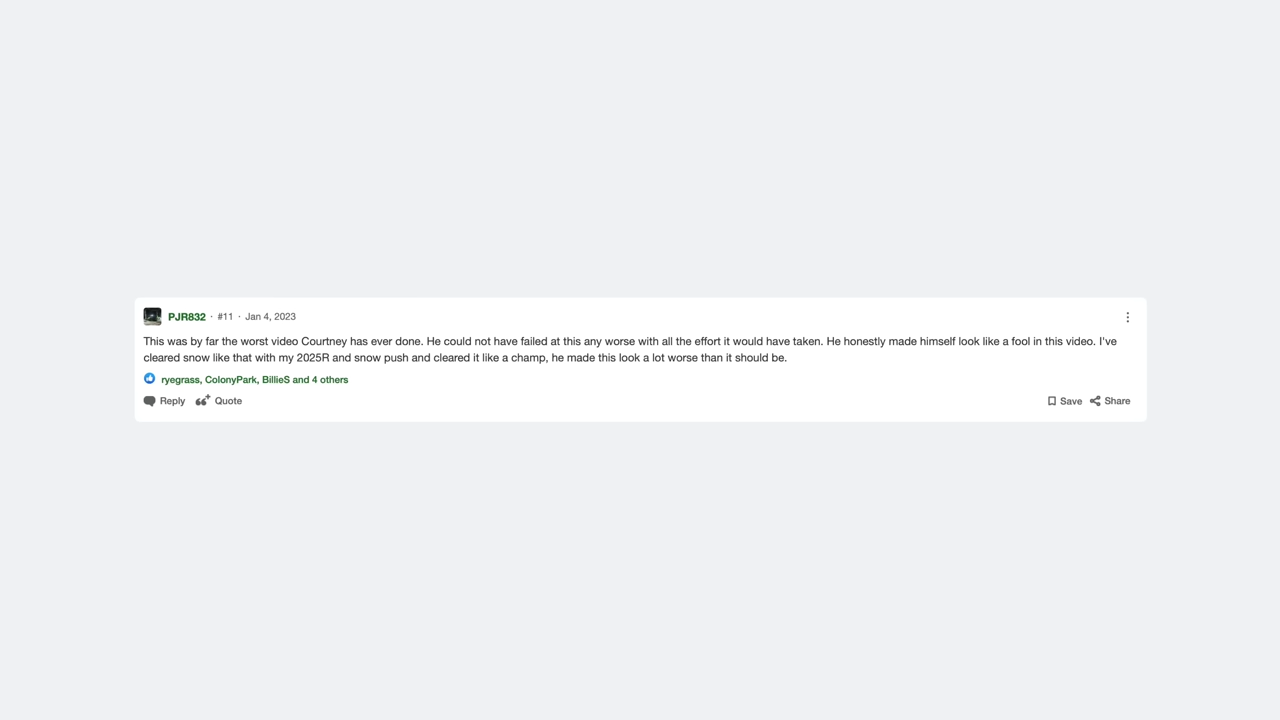 PJR832 · #11 · Jan 4, 2023
This was by far the worst video Courtney has ever done. He could not have failed at this any worse with all the effort it would have taken. He honestly made himself look like a fool in this video. I've
cleared snow like that with my 2025R and snow push and cleared it like a champ, he made this look a lot worse than it should be.
ryegrass, ColonyPark, BillieS and 4 others
Reply Quote Save Share